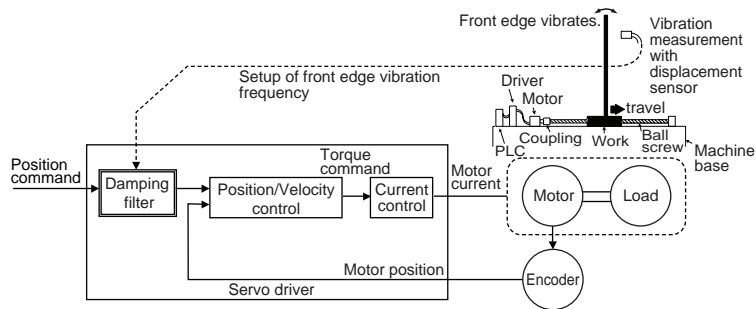 Front edge vibrates.
Vibration
measurement
with
displacement
sensor
Setup of front edge vibration
frequency
Driver
Motor
travel
Coupling
PLC
Work
Ball
screw
Machine
base
Position
command
Damping
filter
Position/Velocity
control
Torque
command
Current
control
Motor
current
Motor
Load
Motor position
Encoder
Servo driver